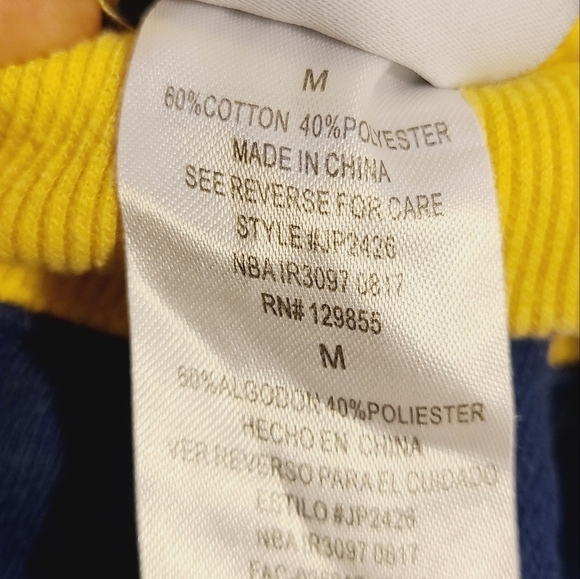 M
60%COTTON 40%POLYESTER
MADE IN CHINA
SEE REVERSE FOR CARE
STYLE#JP2426
NBA IR3097 0817
RN# 129855
M
60%ALGODON 40%POLIESTER
HECHO EN CHINA
VER REVERSO PARA EL CUIDADO
ESTILO #JP2426
NBA IR3097 0817